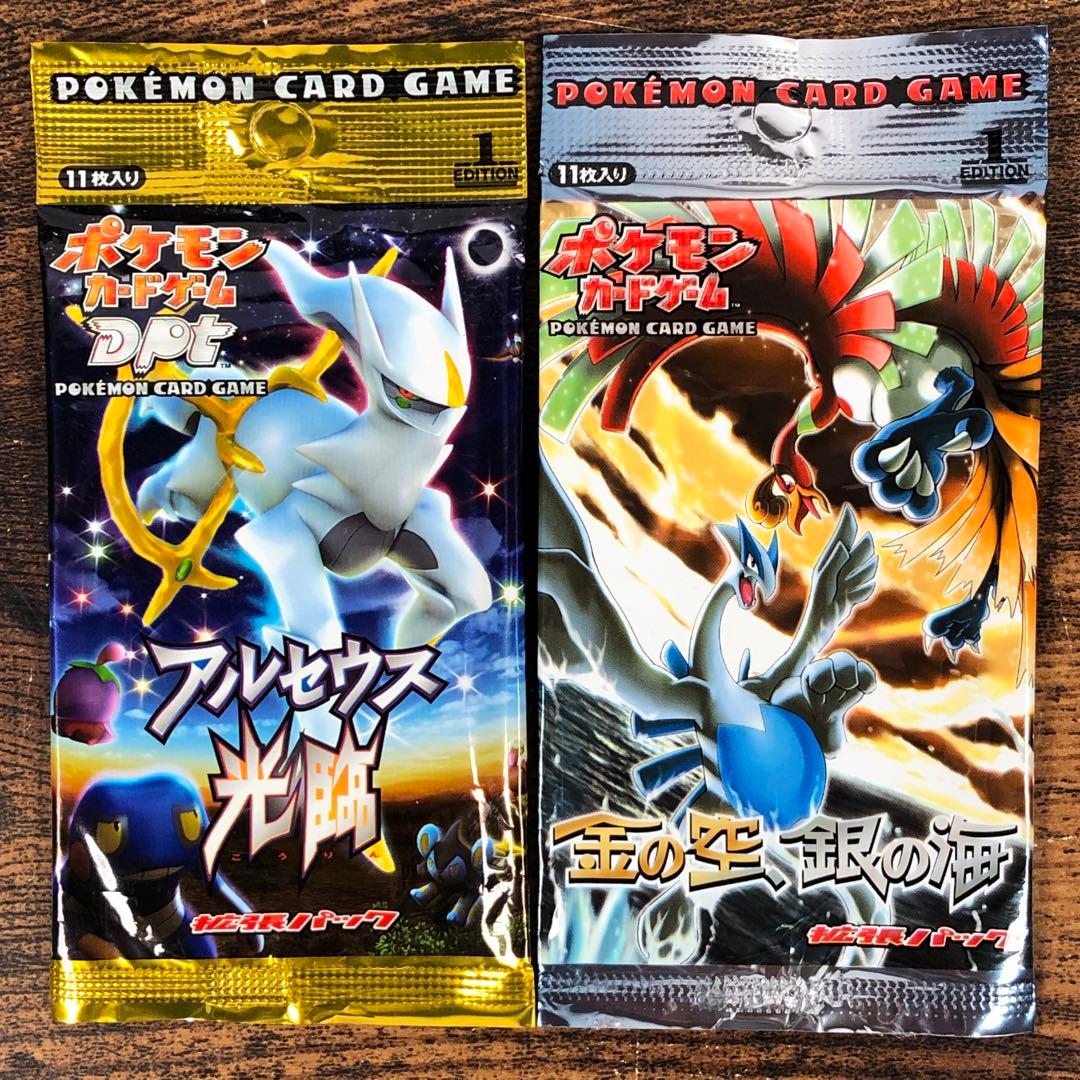 POKÉMON CARD GAME
11枚入り
1
EDITION
ポケモン
カードゲーム
DPt™
POKÉMON CARD GAME
アルセウス
光臨
こうりん
拡張パック
POKÉMON CARD GAME
11枚入り
1
EDITION
ポケモン
カードゲーム™
POKÉMON CARD GAME
金の空、銀の海
拡張パック